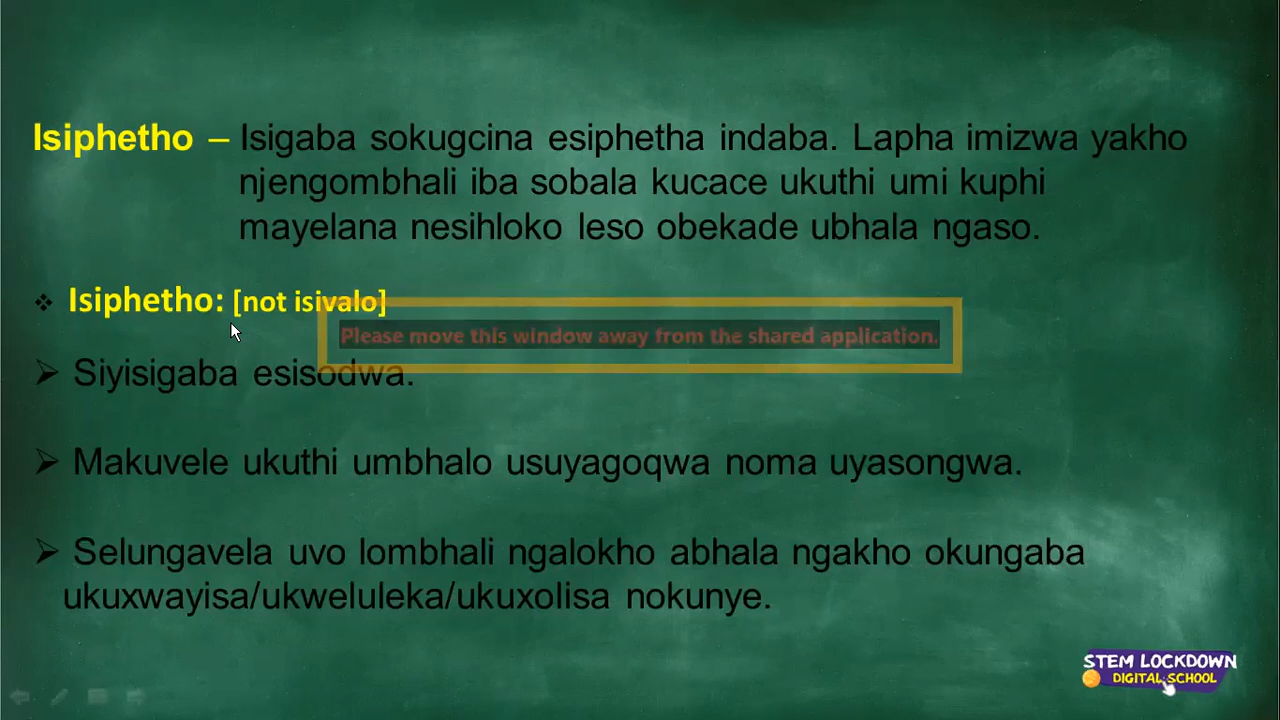 Isiphetho – Isigaba sokugcina esiphetha indaba. Lapha imizwa yakho
njengombhali iba sobala kucace ukuthi umi kuphi
mayelana nesihloko leso obekade ubhala ngaso.
❖ Isiphetho: [not isivalo]
Please move this window away from the shared application.
➢ Siyisigaba esisodwa.
➢ Makuvele ukuthi umbhalo usuyagoqwa noma uyasongwa.
➢ Selungavela uvo lombhali ngalokho abhala ngakho okungaba
ukuxwayisa/ukweluleka/ukuxolisa nokunye.
STEM LOCKDOWN
DIGITAL SCHOOL